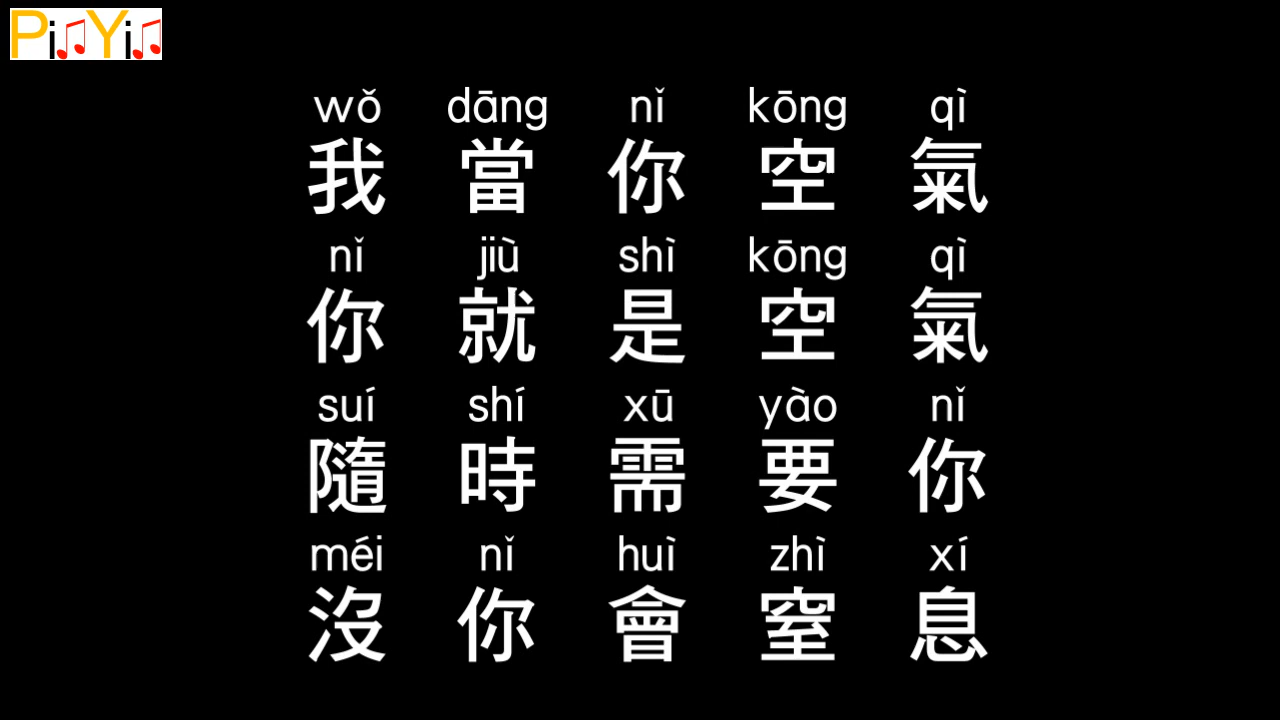 PinYin
wǒ dāng nǐ kōng qì
我當你空氣
nǐ jiù shì kōng qì
你就是空氣
suí shí xū yào nǐ
隨時需要你
méi nǐ huì zhì xí
沒你會窒息